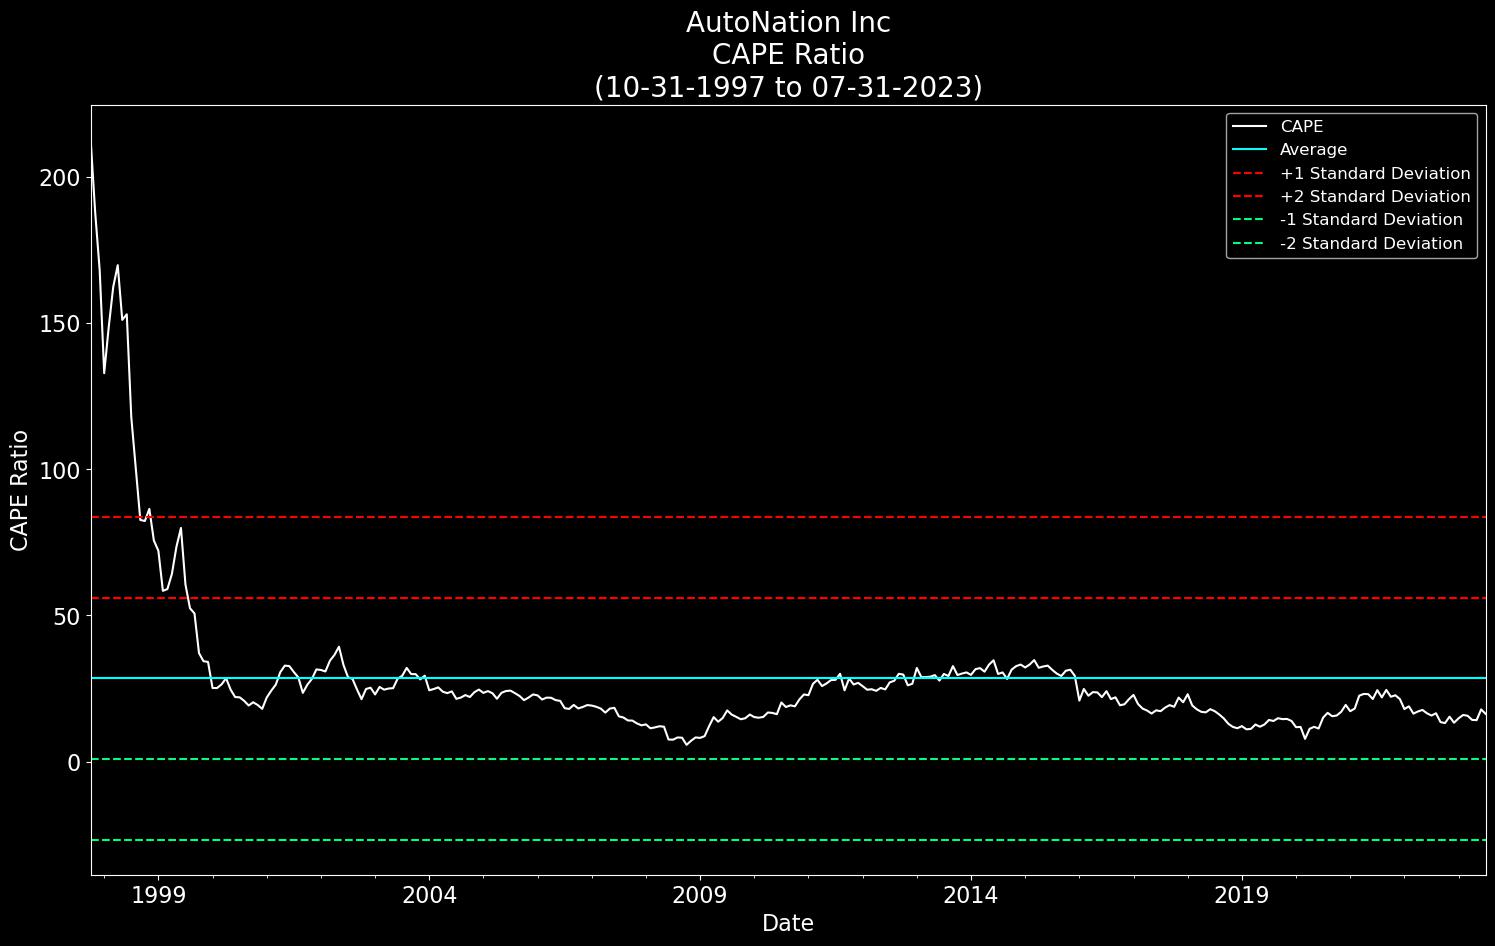 AutoNation Inc
CAPE Ratio
(10-31-1997 to 07-31-2023)
CAPE
Average
+1 Standard Deviation
+2 Standard Deviation
-1 Standard Deviation
-2 Standard Deviation
200
150
100
50
0
CAPE Ratio
1999
2004
2009
2014
2019
Date